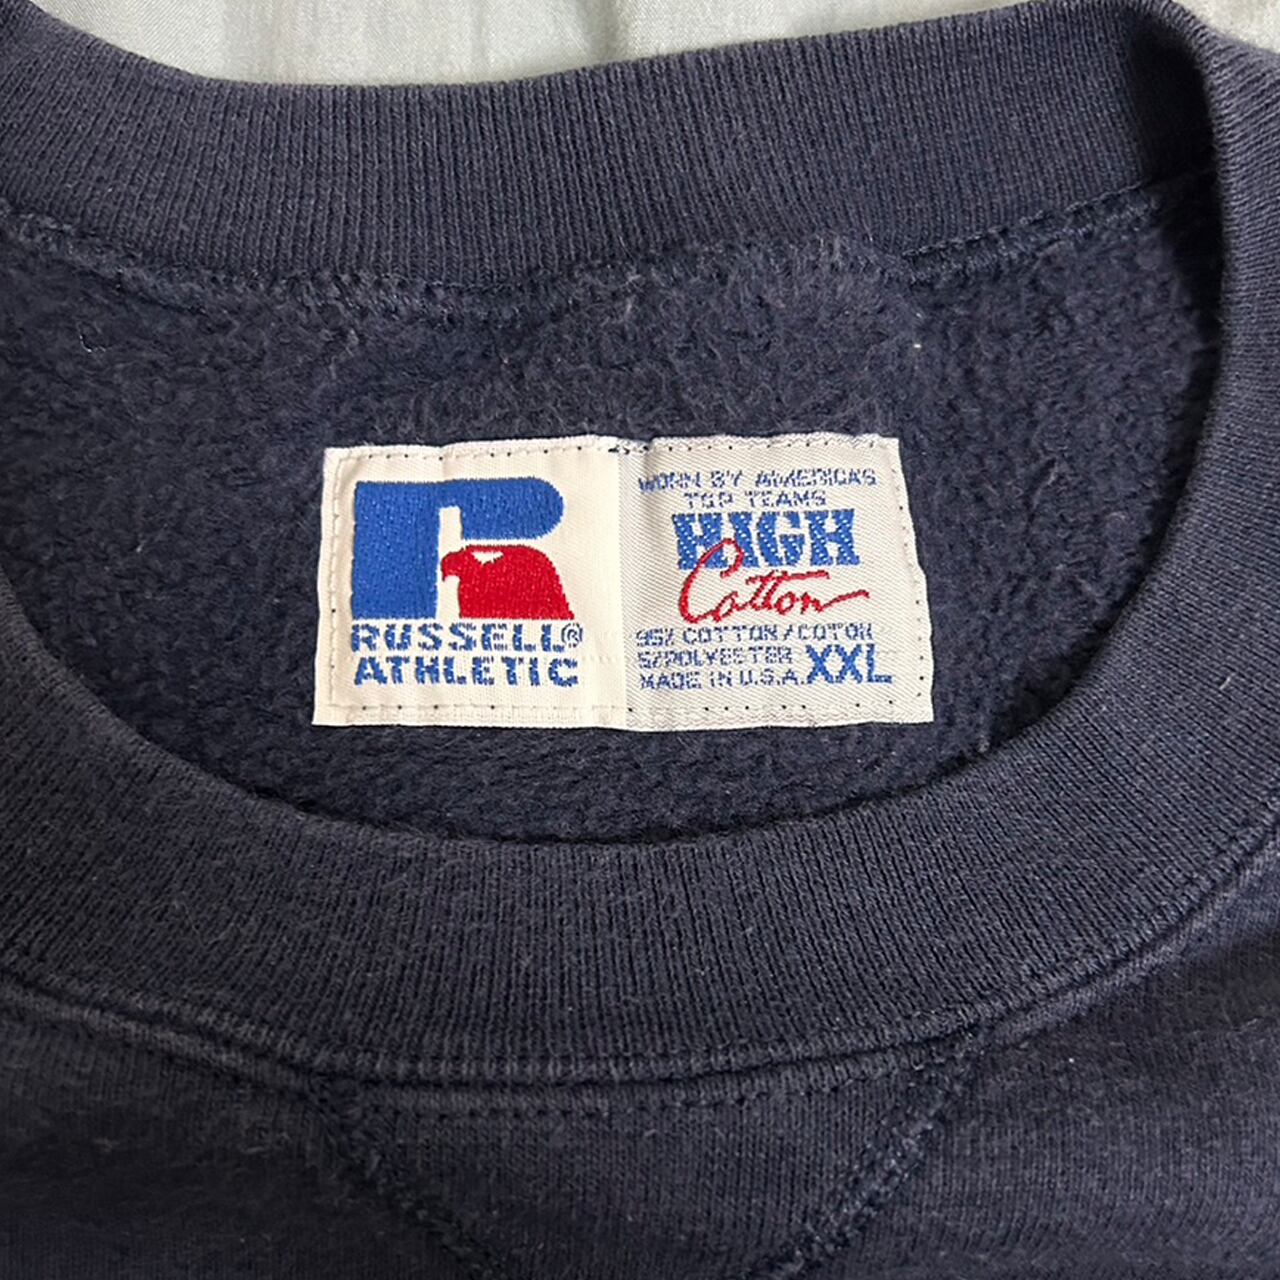 RUSSELL®
ATHLETIC
WORN BY AMERICA'S
TOP TEAMS
HIGH
Cotton
95% COTTON/COTON
5%POLYESTER
MADE IN U.S.A.
XXL